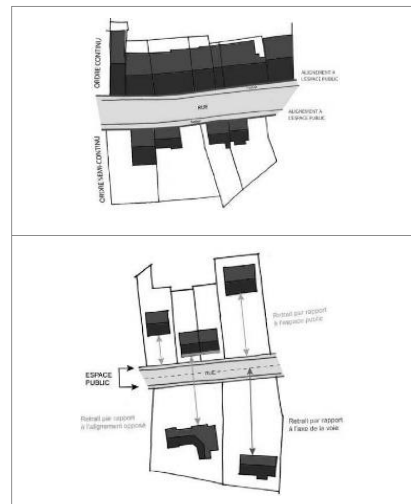 ORDRE CONTINU
ALIGNEMENT A
L'ESPACE PUBLIC
RUE
ALIGNEMENT A
L'ESPACE PUBLIC
ORDRE SEMI-CONTINU
Retrait par rapport
à l'espace public
ESPACE
PUBLIC
RUE
Retrait par rapport
à l'alignement opposé
Retrait par rapport
à l'axe de la voie